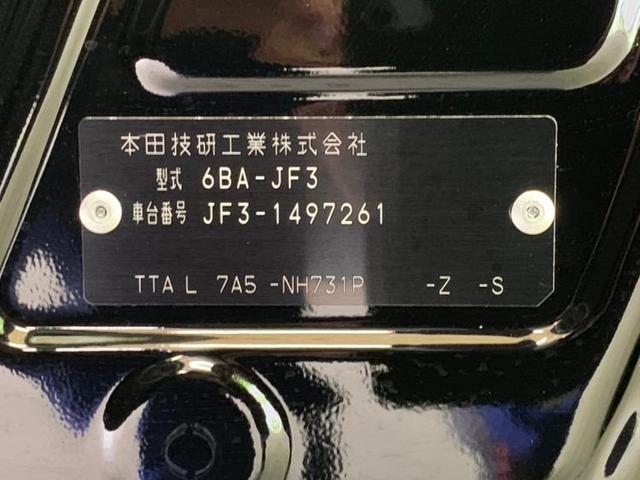 本田技研工業株式会社
型式 6BA-JF3
車台番号 JF3-1497261
TTA L 7A5 -NH731P -Z -S